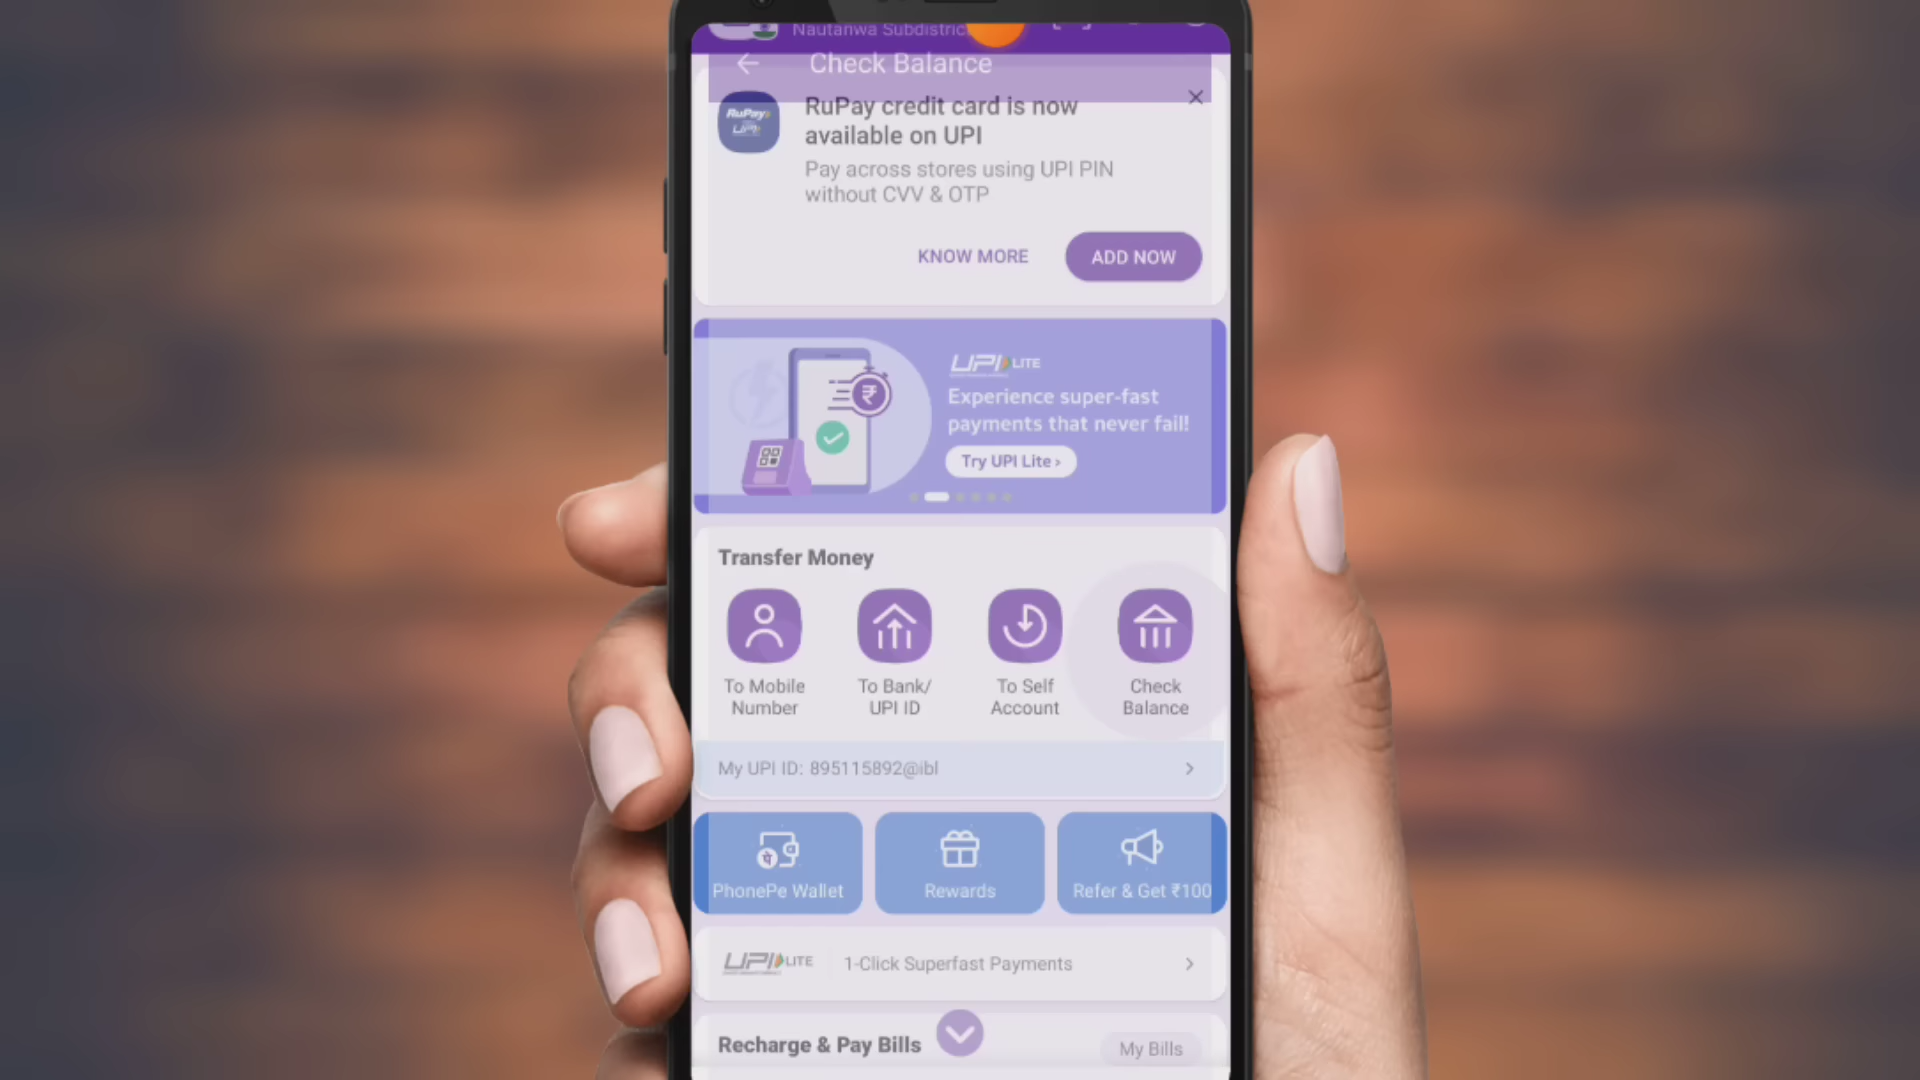 Nautanwa Subdistric
Check Balance
RuPay
UPI
RuPay credit card is now
available on UPI
Pay across stores using UPI PIN
without CVV & OTP
KNOW MORE
ADD NOW
UPI LITE
Experience super-fast
payments that never fail!
Try UPI Lite ›
Transfer Money
To Mobile
Number
To Bank/
UPI ID
To Self
Account
Check
Balance
My UPI ID: 895115892@ibl
PhonePe Wallet
Rewards
Refer & Get ₹100
UPI LITE
1-Click Superfast Payments
Recharge & Pay Bills
My Bills